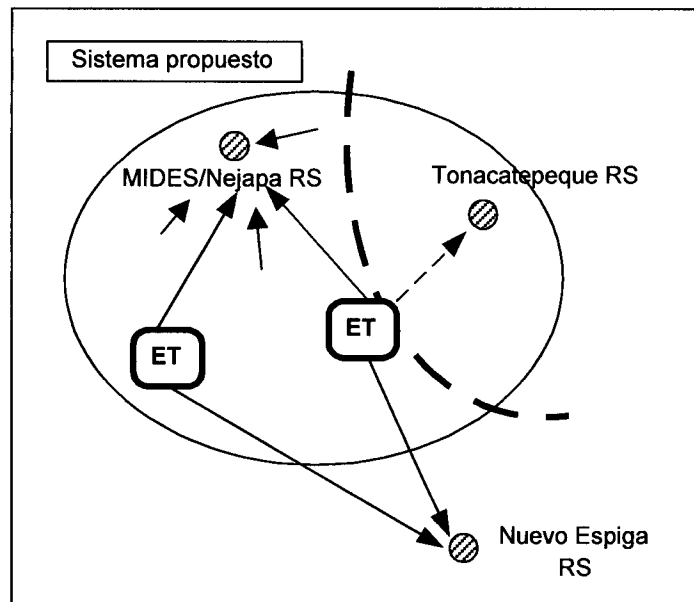 Sistema propuesto
MIDES/Nejapa RS
Tonacatepeque RS
ET
ET
Nuevo Espiga
RS